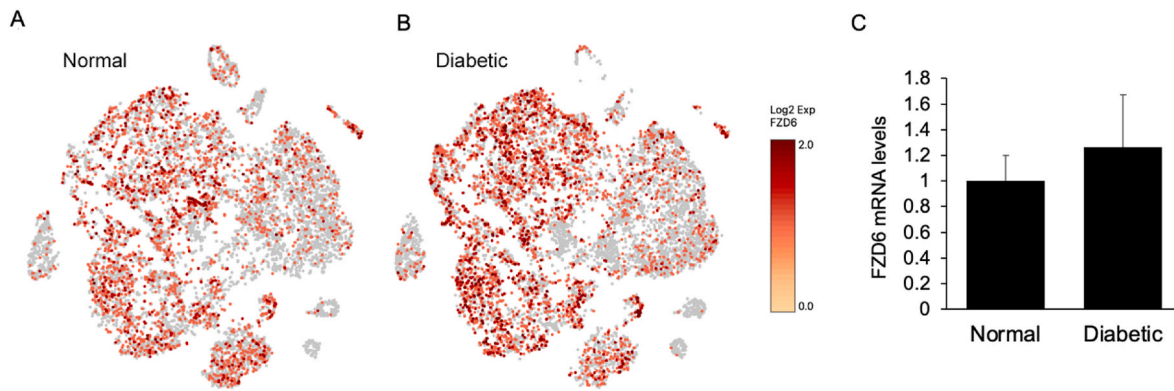 A
Normal
B
Diabetic
Log2 Exp
FZD6
2.0
0.0
C
FZD6 mRNA levels
1.8
1.6
1.4
1.2
1
0.8
0.6
0.4
0.2
0
Normal
Diabetic